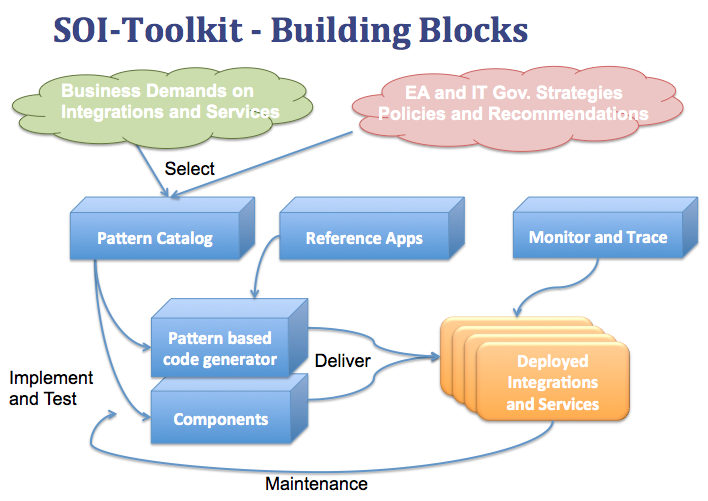 SOI-Toolkit - Building Blocks
Business Demands on
Integrations and Services
EA and IT Gov. Strategies
Policies and Recommendations
Select
Pattern Catalog
Reference Apps
Monitor and Trace
Pattern based
code generator
Deliver
Deployed
Integrations
and Services
Implement
and Test
Components
Maintenance